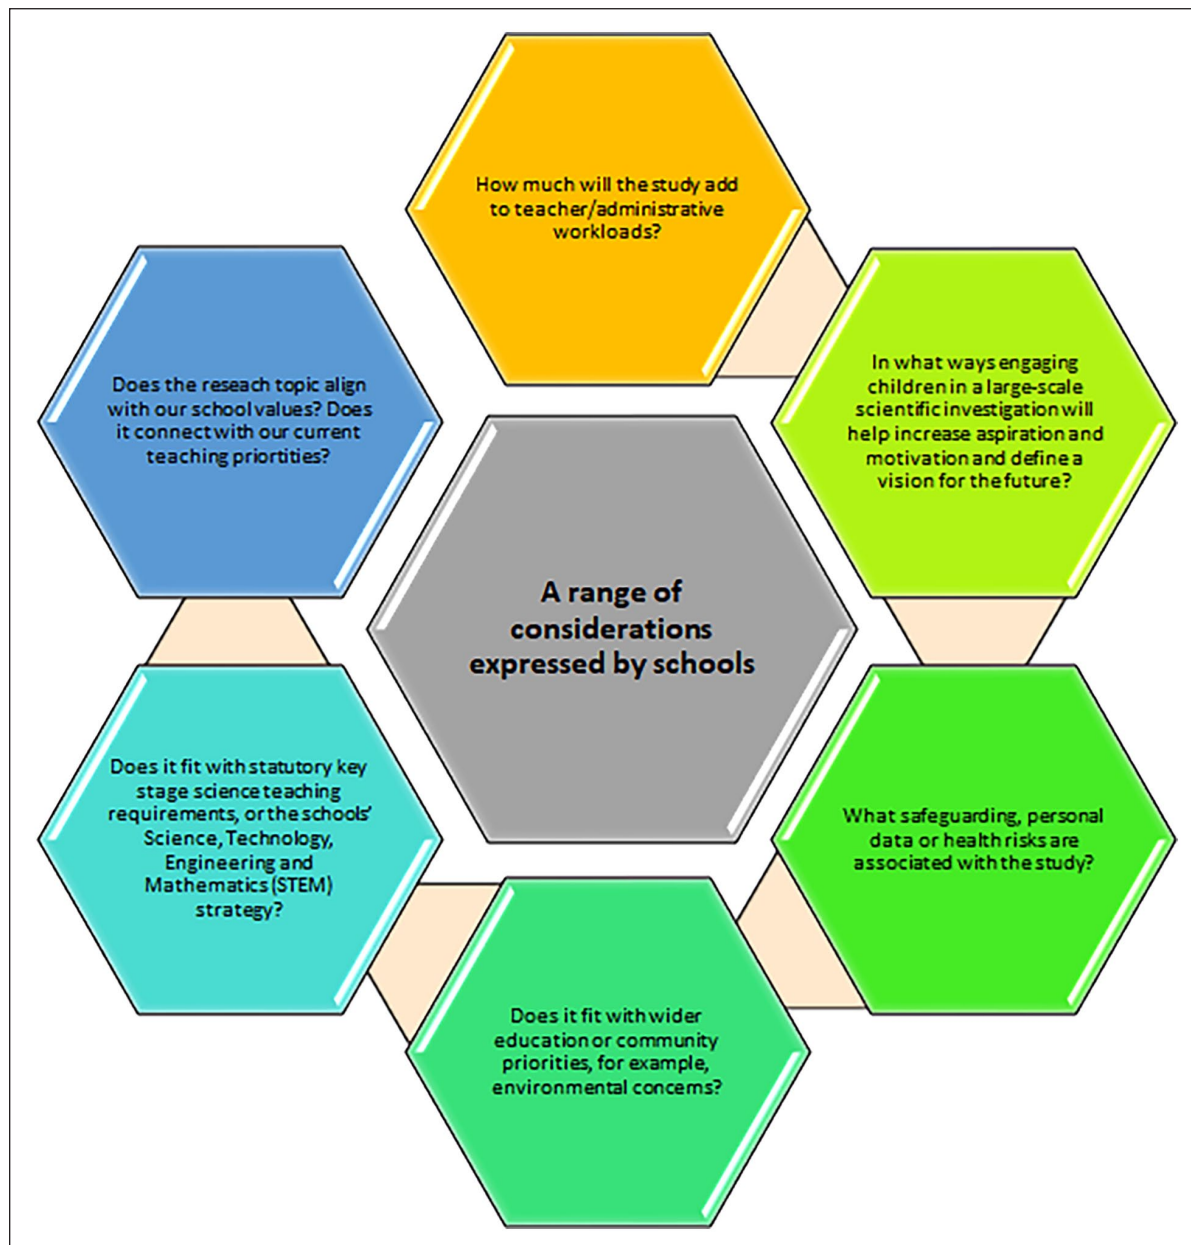 How much will the study add
to teacher/administrative
workloads?
In what ways engaging
children in a large-scale
scientific investigation will
help increase aspiration and
motivation and define a
vision for the future?
What safeguarding, personal
data or health risks are
associated with the study?
Does it fit with wider
education or community
priorities, for example,
environmental concerns?
Does it fit with statutory key
stage science teaching
requirements, or the schools’
Science, Technology,
Engineering and
Mathematics (STEM)
strategy?
Does the reseach topic align
with our school values? Does
it connect with our current
teaching priortities?
A range of
considerations
expressed by schools